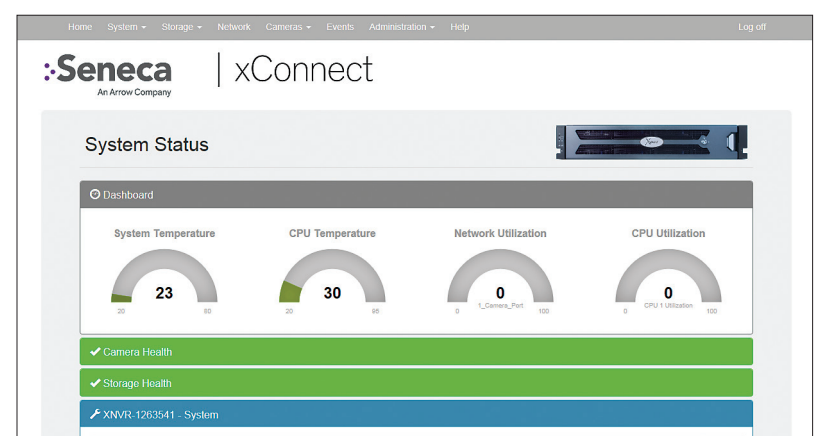 Home System Storage Network Cameras Events Administration Help Log off
:·Seneca | xConnect
An Arrow Company
System Status
Dashboard
System Temperature CPU Temperature Network Utilization CPU Utilization
23 30 0 0
1_Camera_Port CPU 1 Utilization
20 80 20 95 0 100 0 100
Camera Health
Storage Health
XNVR-1263541 - System